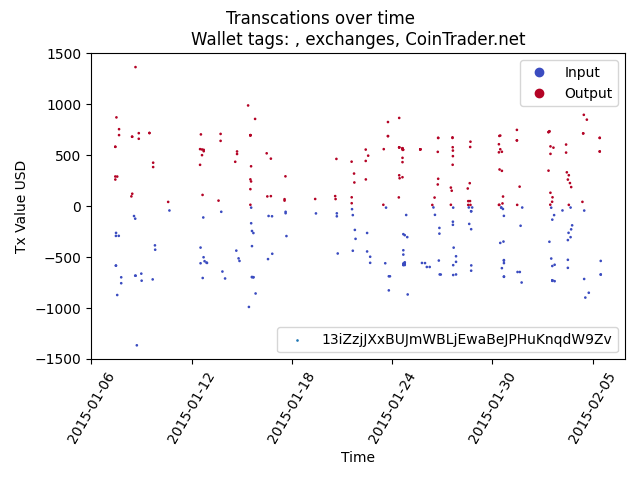 Transcations over time
Wallet tags: , exchanges, CoinTrader.net
Tx Value USD
1500
1000
500
0
−500
−1000
−1500
Input
Output
13iZzjJXxBUJmWBLjEwaBeJPHuKnqdW9Zv
2015-01-06
2015-01-12
2015-01-18
2015-01-24
2015-01-30
2015-02-05
Time